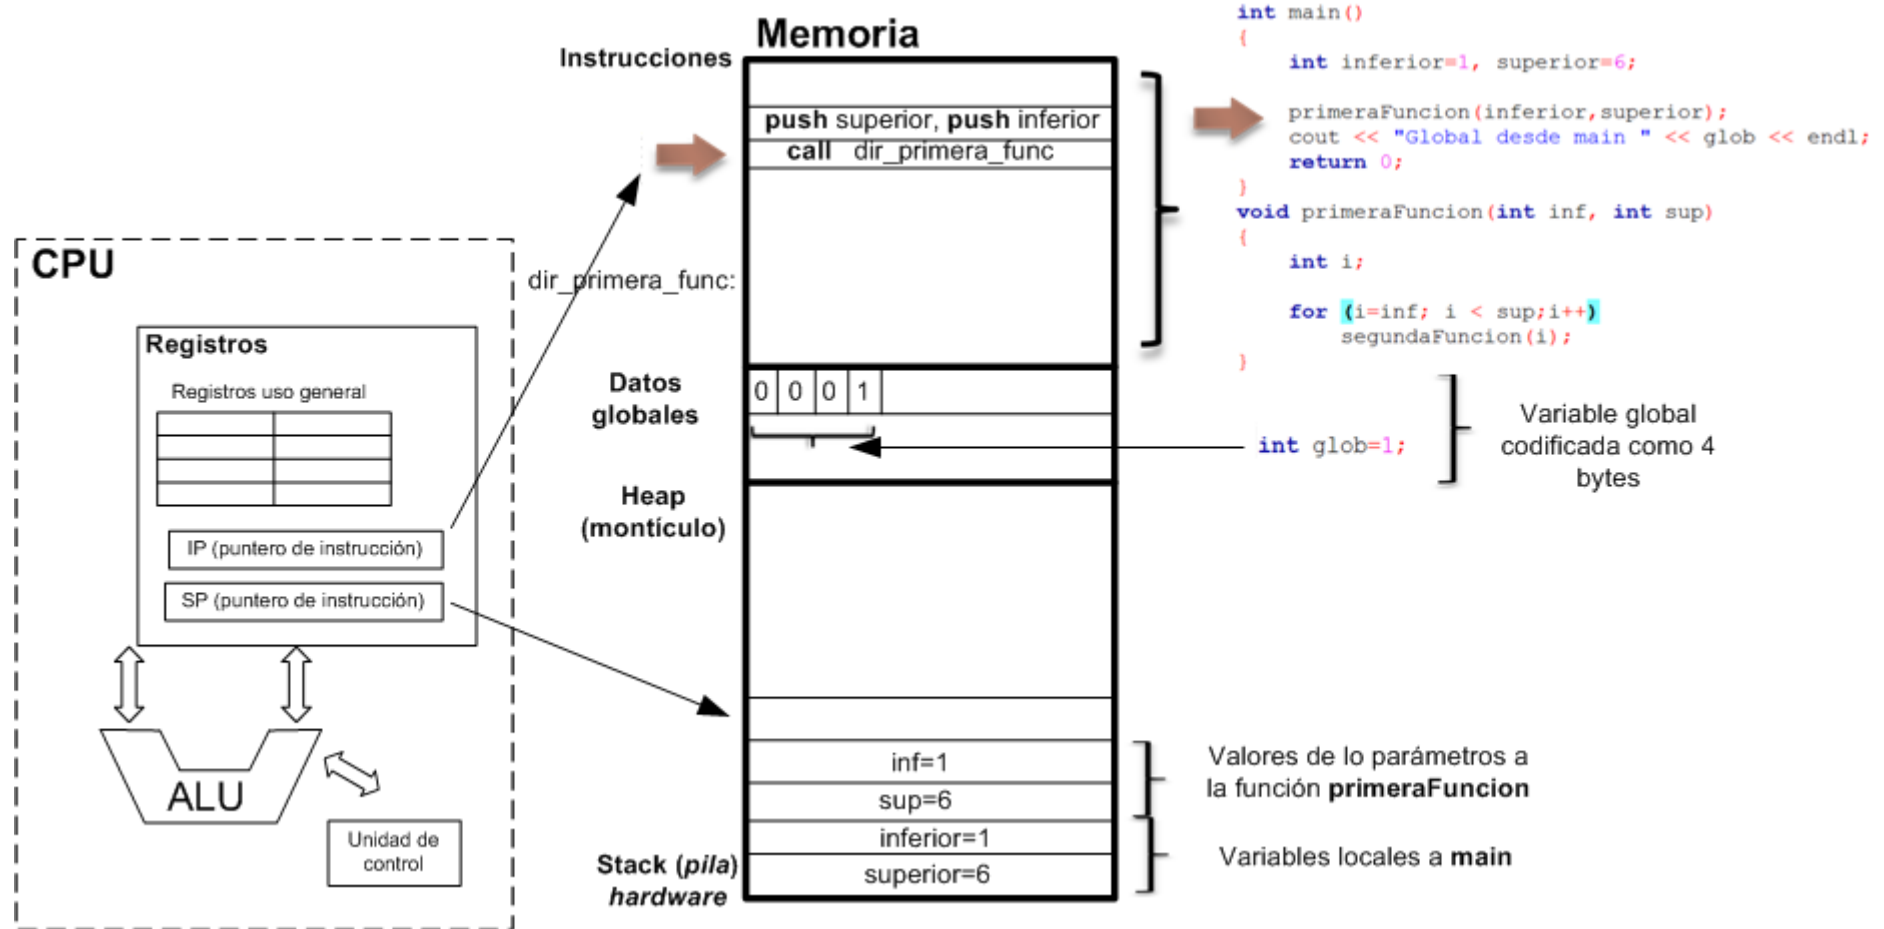 Memoria
Instrucciones
push superior, push inferior
call dir_primera_func
dir_primera_func:
Datos
globales
0 0 0 1
Heap
(montículo)
inf=1
sup=6
inferior=1
superior=6
Stack (pila)
hardware
CPU
Registros
Registros uso general
IP (puntero de instrucción)
SP (puntero de instrucción)
ALU
Unidad de
control
int main()
{
int inferior=1, superior=6;
primeraFuncion(inferior,superior);
cout << "Global desde main " << glob << endl;
return 0;
}
void primeraFuncion(int inf, int sup)
{
int i;
for (i=inf; i < sup;i++)
segundaFuncion(i);
}
int glob=1;
Variable global
codificada como 4
bytes
Valores de lo parámetros a
la función primeraFuncion
Variables locales a main